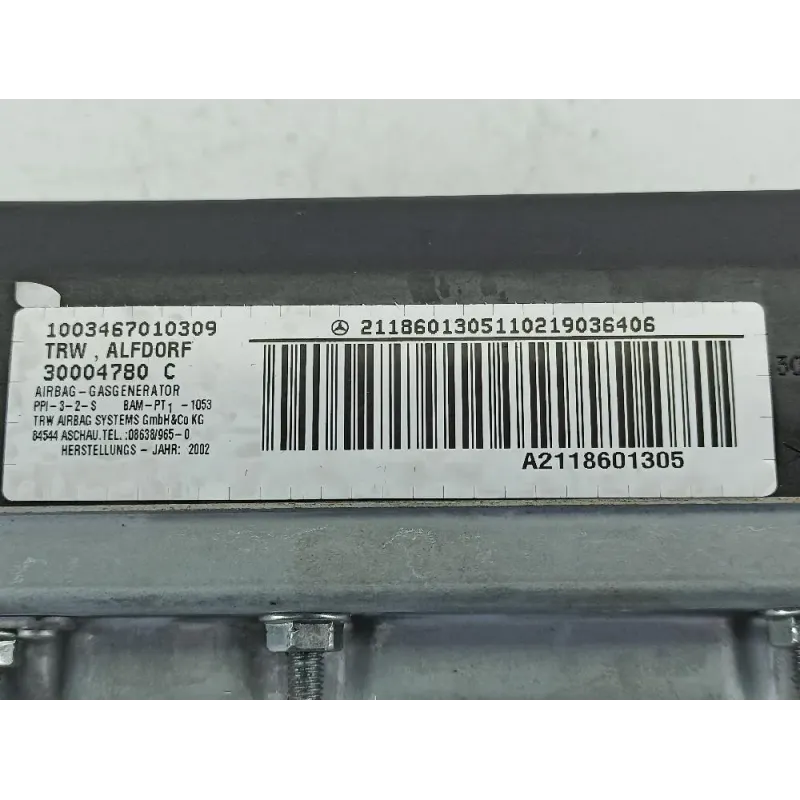 1003467010309
TRW , ALFDORF
30004780 C
AIRBAG - GASGENERATOR
PPI - 3 - 2 - S BAM - PT1 - 1053
TRW AIRBAG SYSTEMS GmbH & Co KG
84544 ASCHAU. TEL. :08638/965 - 0
HERSTELLUNGS - JAHR: 2002
2118601305110219036406
A2118601305
30